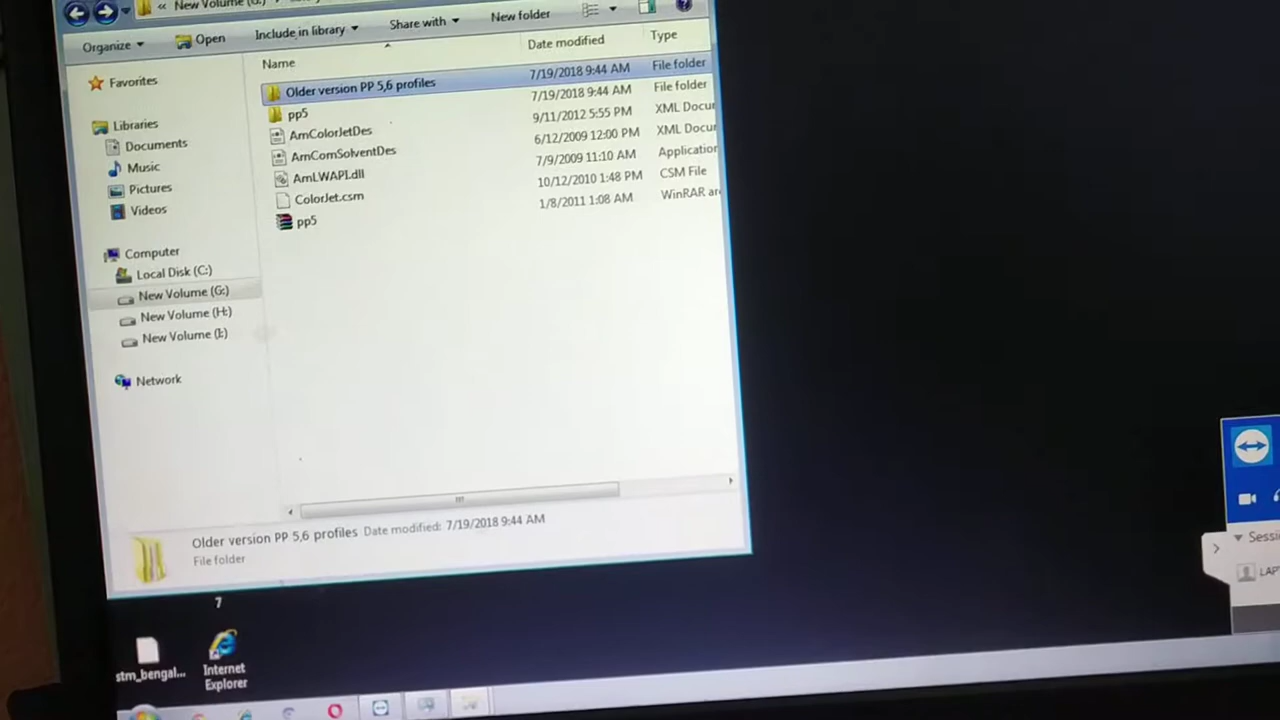 « New Volume (G:)
Organize Open Include in library Share with New folder
Name Date modified Type
Older version PP 5,6 profiles 7/19/2018 9:44 AM File folder
pp5 7/19/2018 9:44 AM File folder
AmColorJetDes 9/11/2012 5:55 PM XML Docu
AmComSolventDes 6/12/2009 12:00 PM XML Docu
AmLWAPI.dll 7/9/2009 11:10 AM Application
ColorJet.csm 10/12/2010 1:48 PM CSM File
pp5 1/8/2011 1:08 AM WinRAR ar
Favorites
Libraries
Documents
Music
Pictures
Videos
Computer
Local Disk (C:)
New Volume (G:)
New Volume (H:)
New Volume (I:)
Network
Older version PP 5,6 profiles Date modified: 7/19/2018 9:44 AM
File folder
7
stm_bengal...
Internet
Explorer
Sessi
LAP